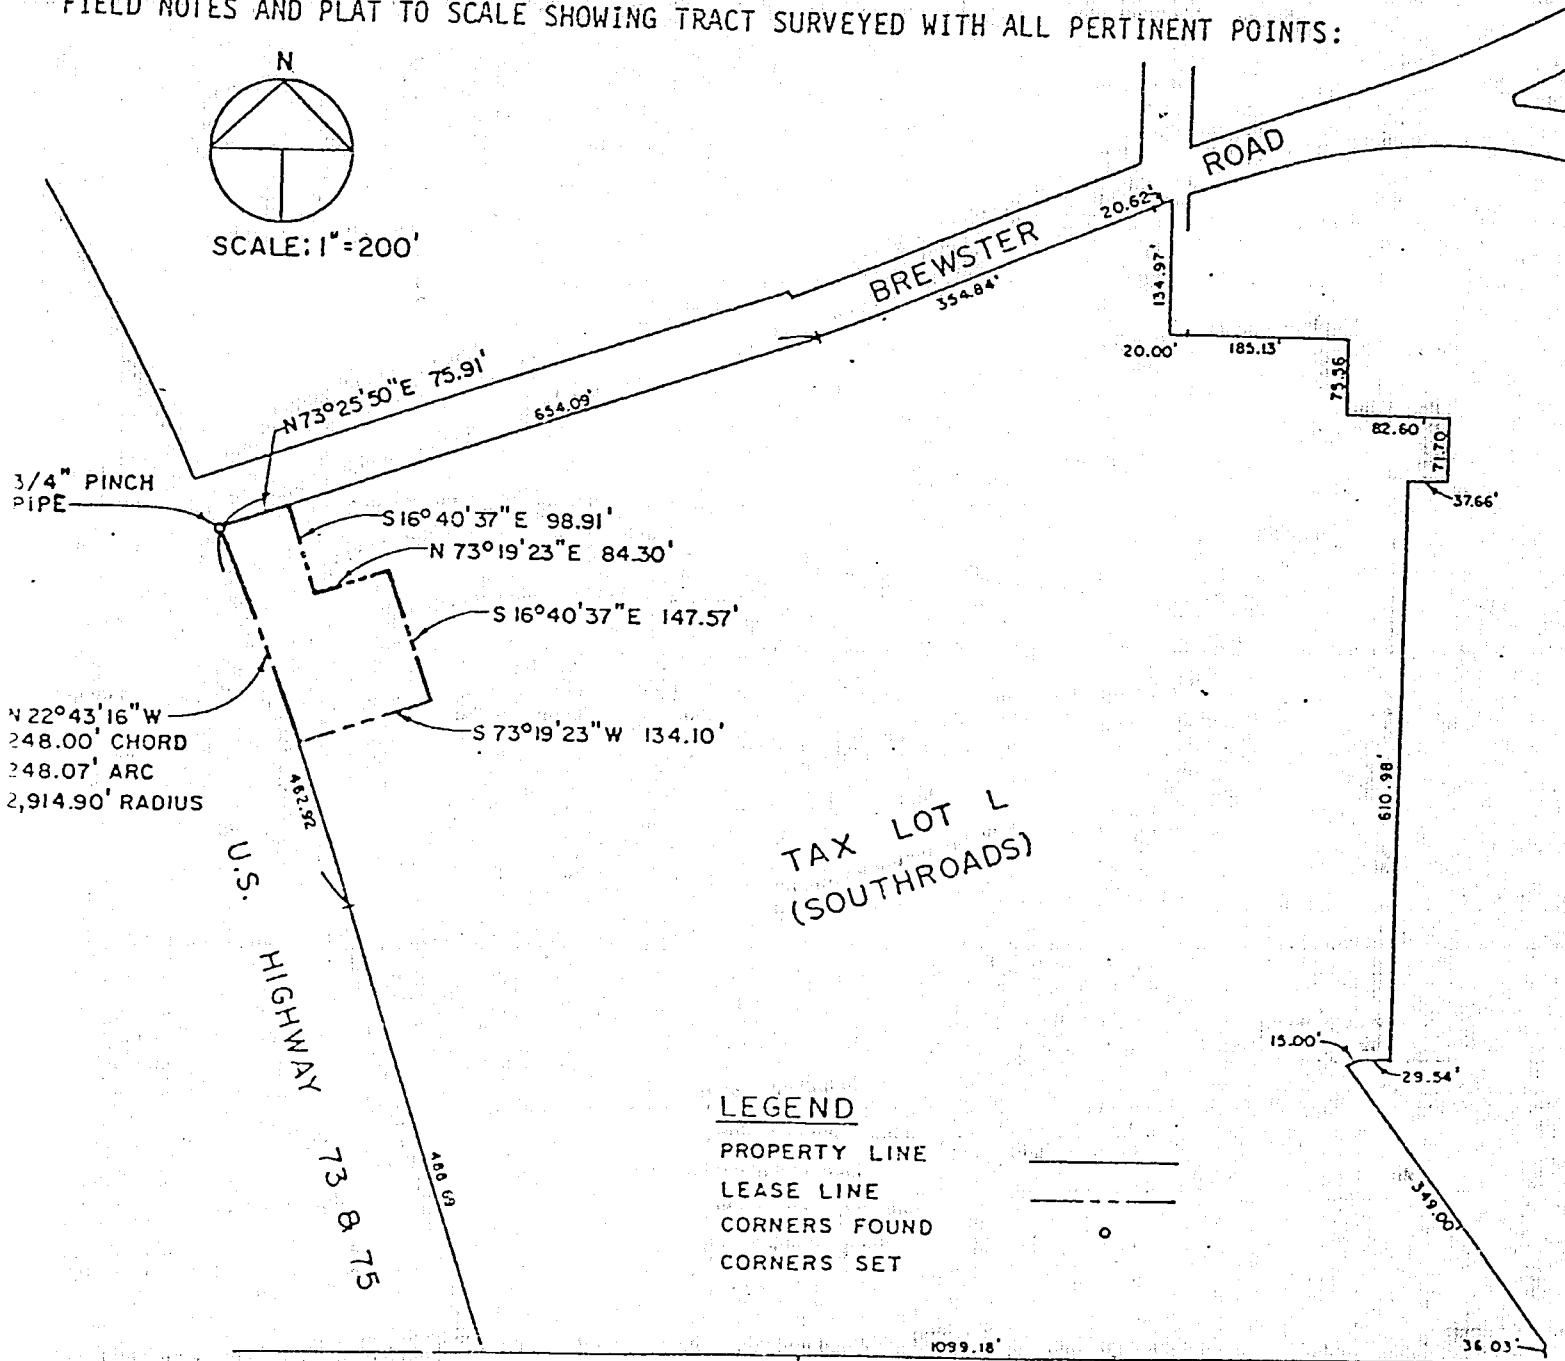 FIELD NOTES AND PLAT TO SCALE SHOWING TRACT SURVEYED WITH ALL PERTINENT POINTS:
N
SCALE: 1"=200'
ROAD
BREWSTER
20.62'
354.84'
134.97'
20.00'
185.13'
75.56
82.60'
71.70
37.66'
N 73°25'50"E 75.91'
654.09'
3/4" PINCH
PIPE
S 16°40'37"E 98.91'
N 73°19'23"E 84.30'
S 16°40'37"E 147.57'
N 22°43'16"W
248.00' CHORD
248.07' ARC
2,914.90' RADIUS
S 73°19'23"W 134.10'
462.92
610.98'
TAX LOT L
(SOUTHROADS)
U.S. HIGHWAY 73 & 75
15.00'
29.54'
LEGEND
PROPERTY LINE
LEASE LINE
CORNERS FOUND
CORNERS SET
349.00'
1099.18'
36.03'